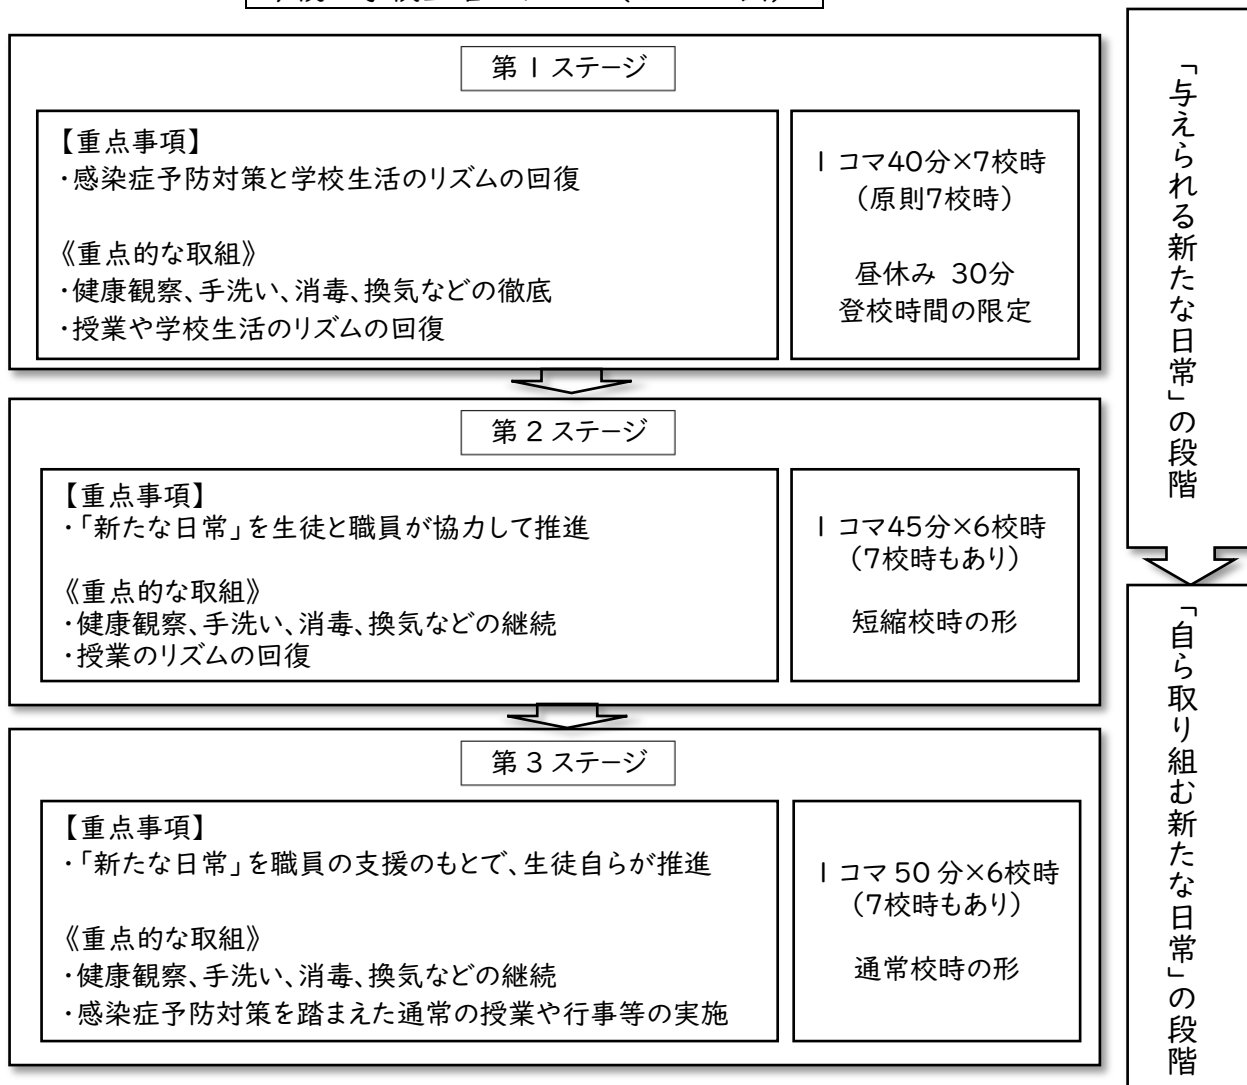 第1ステージ
【重点事項】
・感染症予防対策と学校生活のリズムの回復
《重点的な取組》
・健康観察、手洗い、消毒、換気などの徹底
・授業や学校生活のリズムの回復
1コマ40分×7校時
（原則7校時）
昼休み 30分
登校時間の限定
第2ステージ
【重点事項】
・「新たな日常」を生徒と職員が協力して推進
《重点的な取組》
・健康観察、手洗い、消毒、換気などの継続
・授業のリズムの回復
1コマ45分×6校時
（7校時もあり）
短縮校時の形
第3ステージ
【重点事項】
・「新たな日常」を職員の支援のもとで、生徒自らが推進
《重点的な取組》
・健康観察、手洗い、消毒、換気などの継続
・感染症予防対策を踏まえた通常の授業や行事等の実施
1コマ50分×6校時
（7校時もあり）
通常校時の形
「与えられる新たな日常」の段階
「自ら取り組む新たな日常」の段階